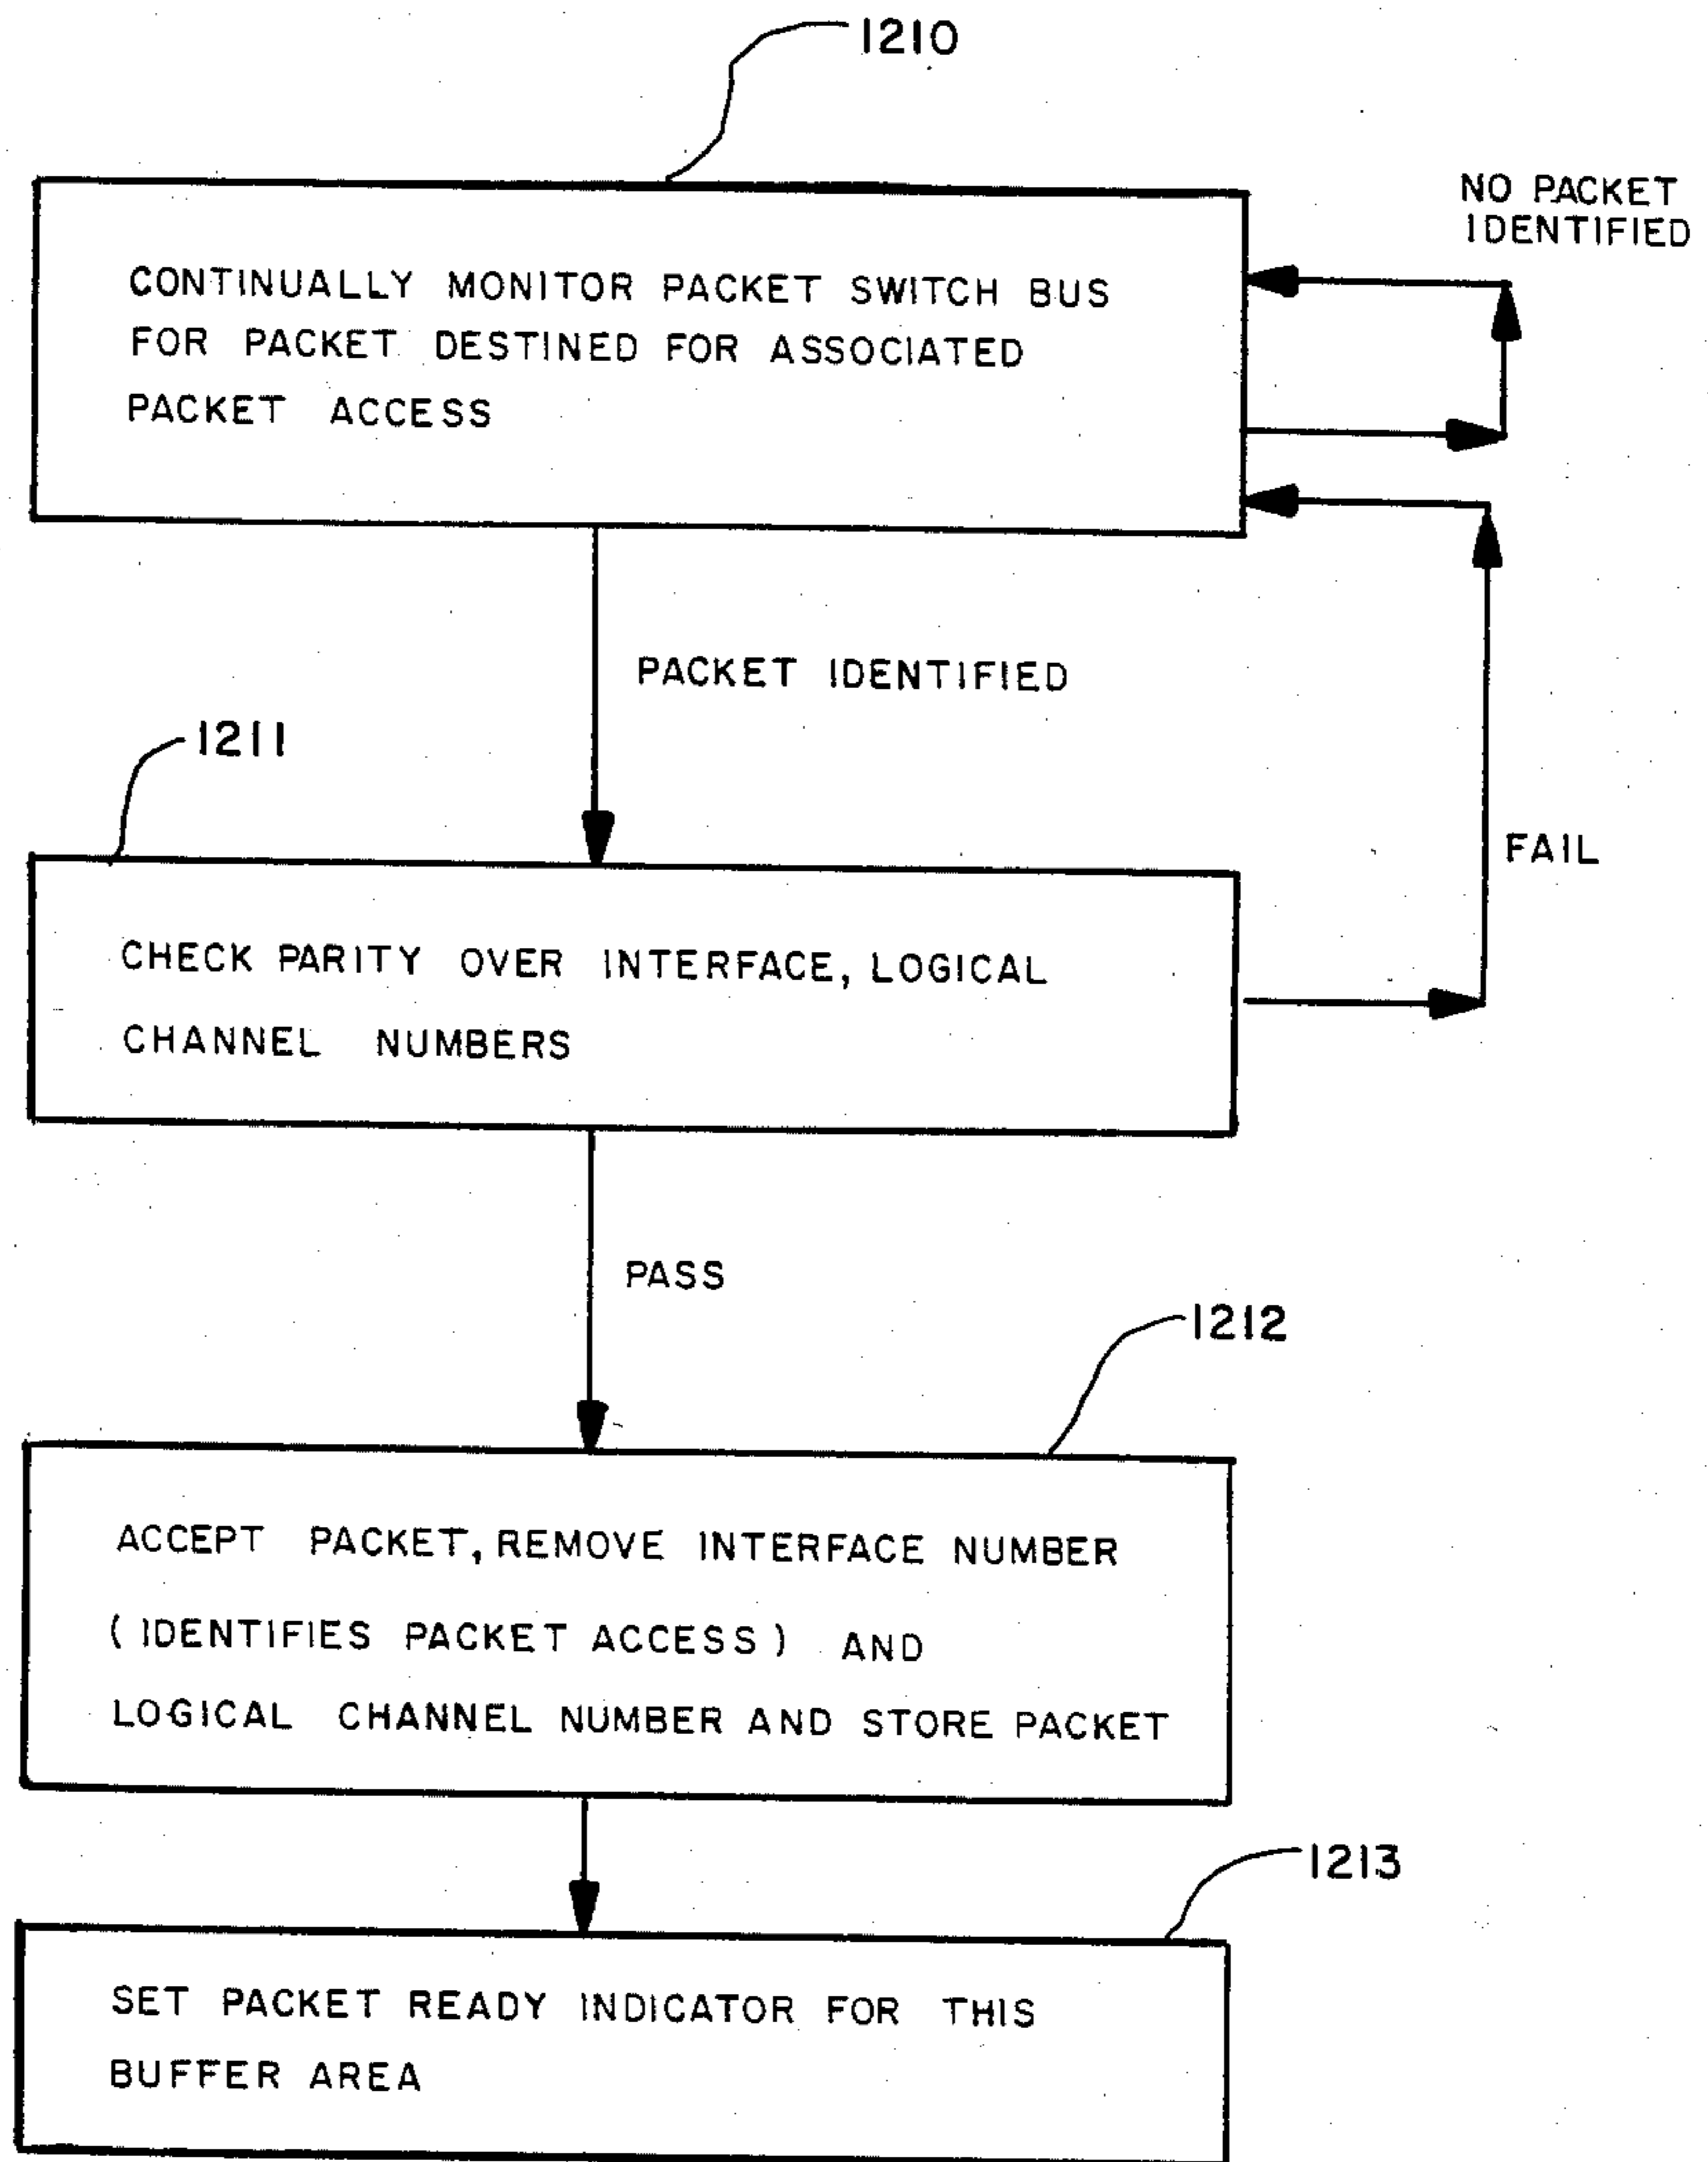 1210
NO PACKET
IDENTIFIED
CONTINUALLY MONITOR PACKET SWITCH BUS
FOR PACKET DESTINED FOR ASSOCIATED
PACKET ACCESS
PACKET IDENTIFIED
1211
FAIL
CHECK PARITY OVER INTERFACE, LOGICAL
CHANNEL NUMBERS
PASS
1212
ACCEPT PACKET, REMOVE INTERFACE NUMBER
(IDENTIFIES PACKET ACCESS) AND
LOGICAL CHANNEL NUMBER AND STORE PACKET
1213
SET PACKET READY INDICATOR FOR THIS
BUFFER AREA